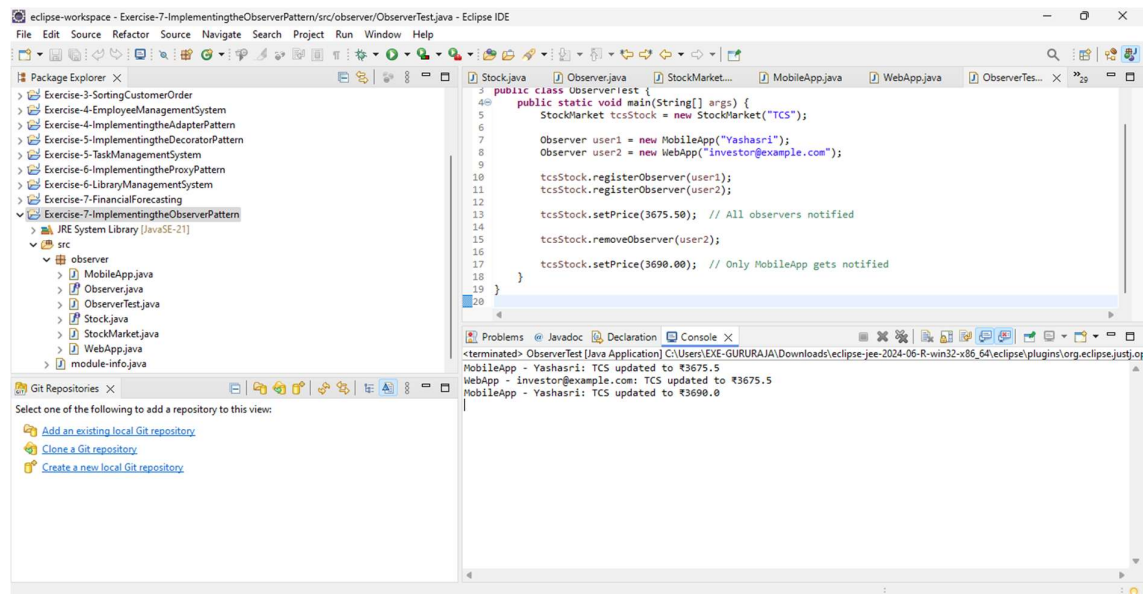 eclipse-workspace - Exercise-7-ImplementingtheObserverPattern/src/observer/ObserverTest.java - Eclipse IDE
File Edit Source Refactor Source Navigate Search Project Run Window Help
Package Explorer
Exercise-3-SortingCustomerOrder
Exercise-4-EmployeeManagementSystem
Exercise-4-ImplementingtheAdapterPattern
Exercise-5-ImplementingtheDecoratorPattern
Exercise-5-TaskManagementSystem
Exercise-6-ImplementingtheProxyPattern
Exercise-6-LibraryManagementSystem
Exercise-7-FinancialForecasting
Exercise-7-ImplementingtheObserverPattern
JRE System Library [JavaSE-21]
src
observer
MobileApp.java
Observer.java
ObserverTest.java
Stock.java
StockMarket.java
WebApp.java
module-info.java
Git Repositories
Select one of the following to add a repository to this view:
Add an existing local Git repository
Clone a Git repository
Create a new local Git repository
Stock.java Observer.java StockMarket.... MobileApp.java WebApp.java ObserverTes... 29
3 public class ObserverTest {
4 public static void main(String[] args) {
5 StockMarket tcsStock = new StockMarket("TCS");
6
7 Observer user1 = new MobileApp("Yashasri");
8 Observer user2 = new WebApp("investor@example.com");
9
10 tcsStock.registerObserver(user1);
11 tcsStock.registerObserver(user2);
12
13 tcsStock.setPrice(3675.50); // All observers notified
14
15 tcsStock.removeObserver(user2);
16
17 tcsStock.setPrice(3690.00); // Only MobileApp gets notified
18 }
19 }
20
Problems Javadoc Declaration Console
<terminated> ObserverTest [Java Application] C:\Users\EXE-GURURAJA\Downloads\eclipse-jee-2024-06-R-win32-x86_64\eclipse\plugins\org.eclipse.justj.op
MobileApp - Yashasri: TCS updated to ₹3675.5
WebApp - investor@example.com: TCS updated to ₹3675.5
MobileApp - Yashasri: TCS updated to ₹3690.0